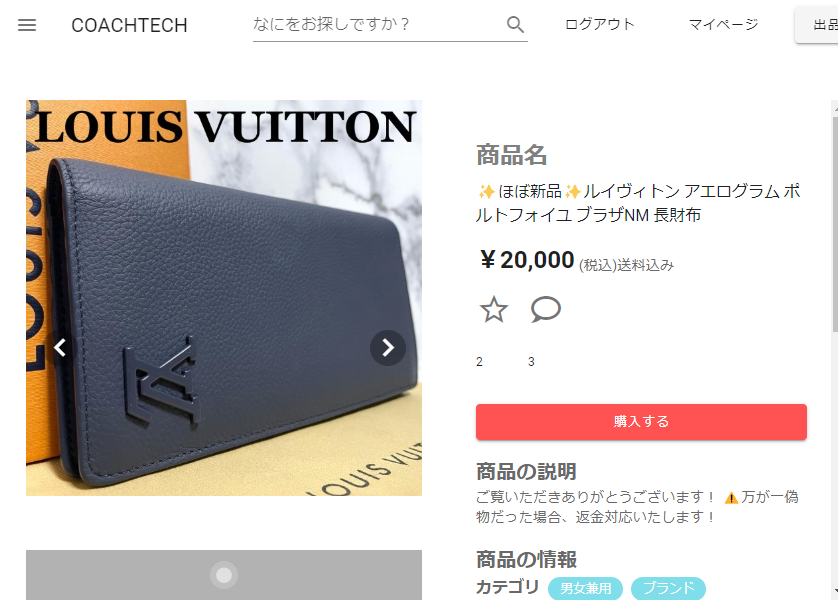 COACHTECH
なにをお探しですか？
ログアウト
マイページ
出品
LOUIS VUITTON
LOUIS VUITTON
商品名
✨ほぼ新品✨ルイヴィトン アエログラム ポ
ルトフォイユ ブラザNM 長財布
￥20,000 (税込)送料込み
2
3
購入する
商品の説明
ご覧いただきありがとうございます！ ⚠️万が一偽
物だった場合、返金対応いたします！
商品の情報
カテゴリ 男女兼用 ブランド